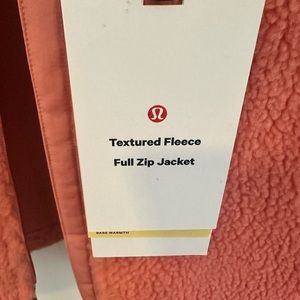 Textured Fleece
Full Zip Jacket
BASE WARMTH